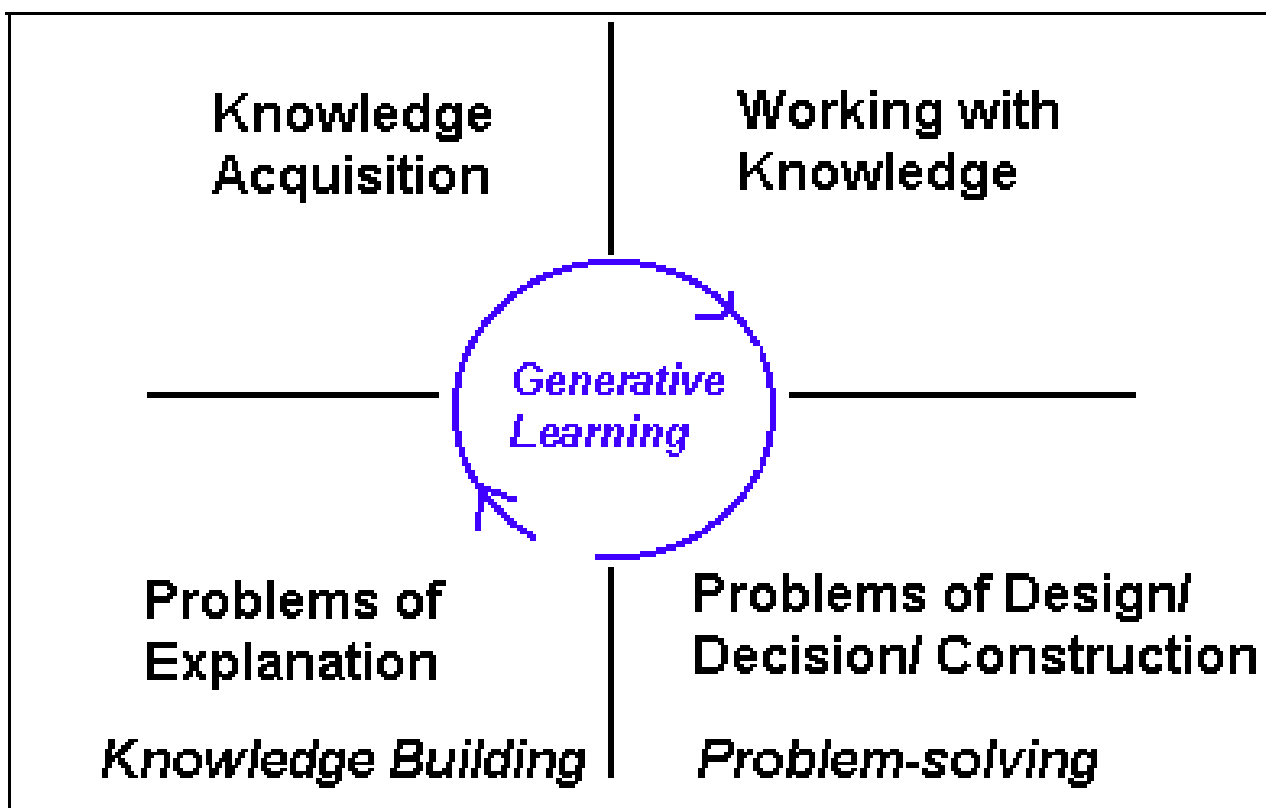 Knowledge
Acquisition
Working with
Knowledge
Generative
Learning
Problems of
Explanation
Problems of Design/
Decision/ Construction
Knowledge Building
Problem-solving